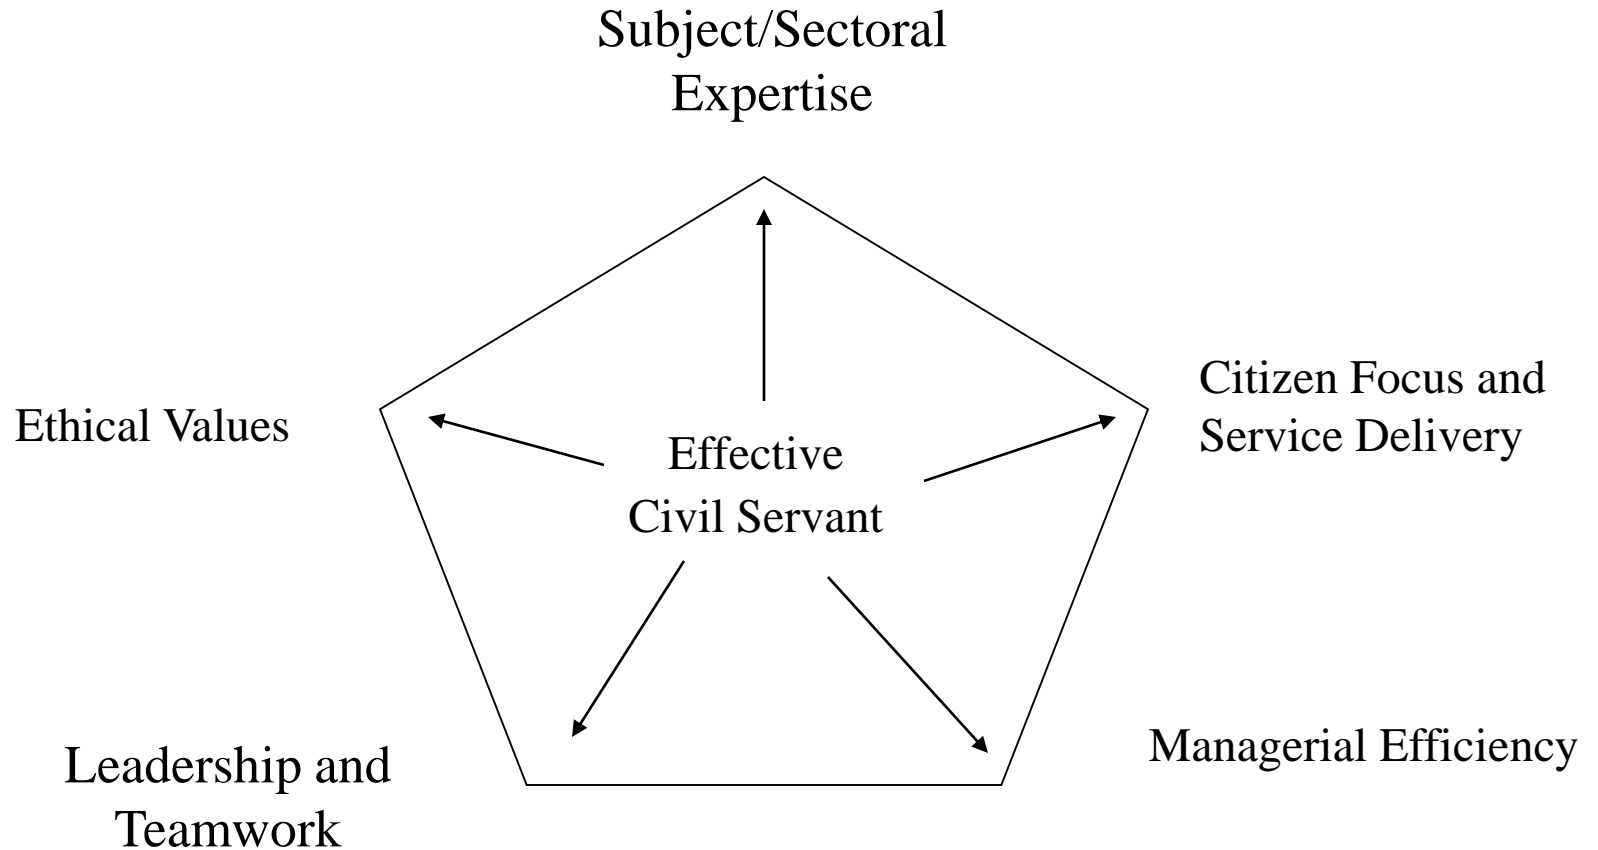 Subject/Sectoral
Expertise
Citizen Focus and
Service Delivery
Ethical Values
Effective
Civil Servant
Managerial Efficiency
Leadership and
Teamwork